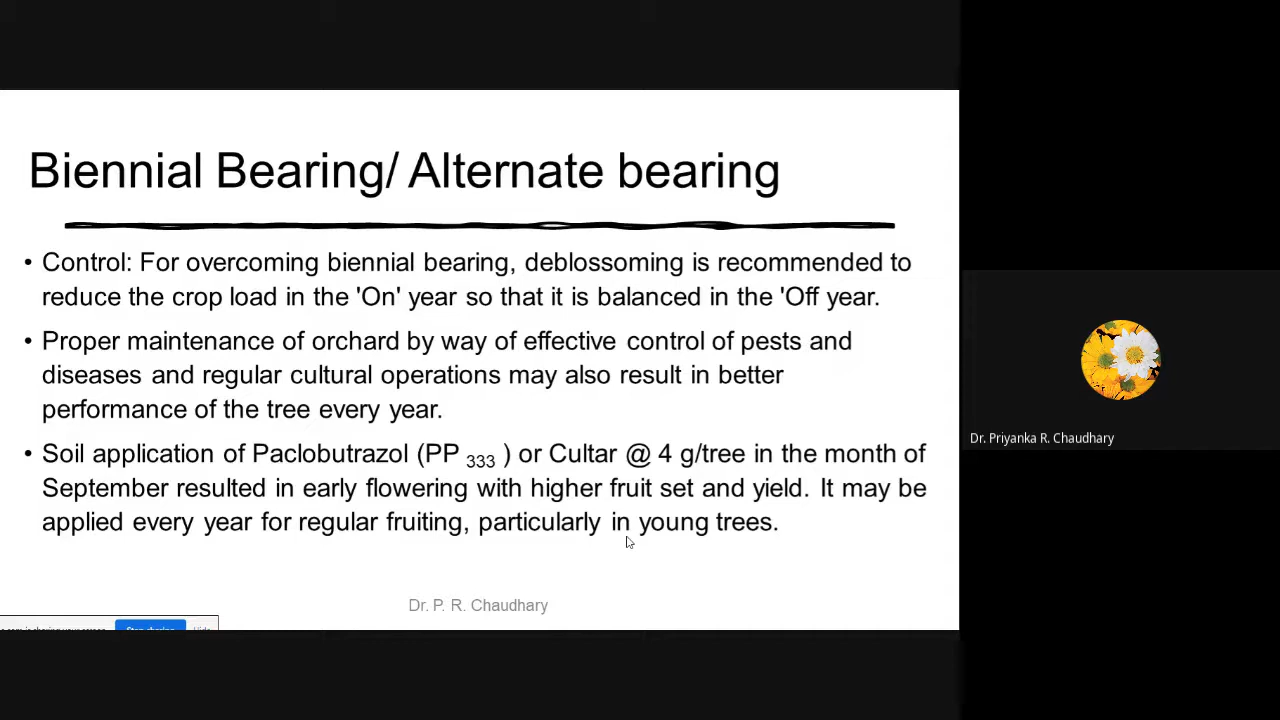 Biennial Bearing/ Alternate bearing
• Control: For overcoming biennial bearing, deblossoming is recommended to
reduce the crop load in the 'On' year so that it is balanced in the 'Off year.
• Proper maintenance of orchard by way of effective control of pests and
diseases and regular cultural operations may also result in better
performance of the tree every year.
• Soil application of Paclobutrazol (PP 333 ) or Cultar @ 4 g/tree in the month of
September resulted in early flowering with higher fruit set and yield. It may be
applied every year for regular fruiting, particularly in young trees.
Dr. P. R. Chaudhary
Stop sharing Hide
Dr. Priyanka R. Chaudhary